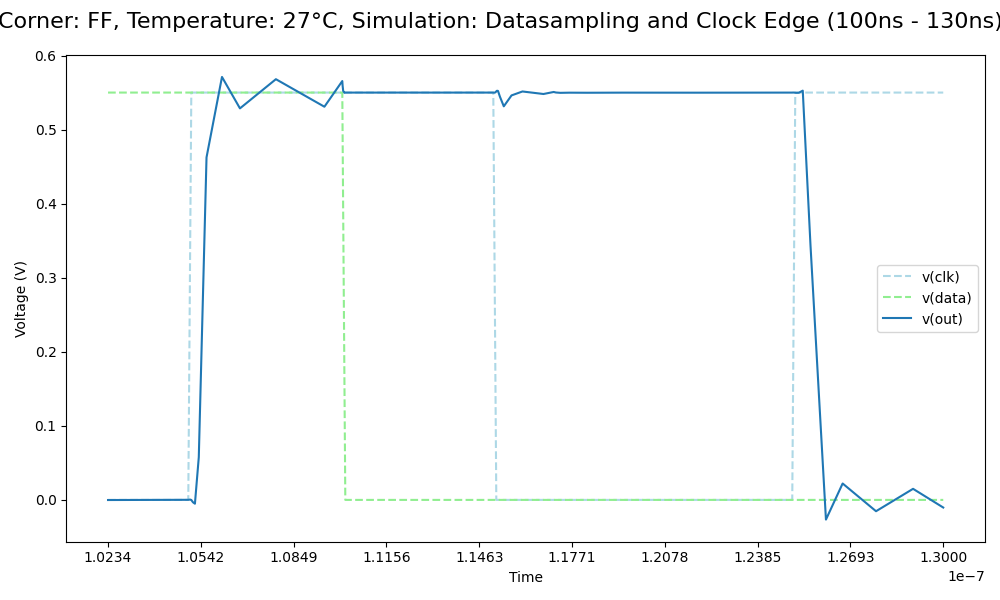 Corner: FF, Temperature: 27°C, Simulation: Datasampling and Clock Edge (100ns - 130ns)
0.6
0.5
0.4
0.3
0.2
0.1
0.0
Voltage (V)
v(clk)
v(data)
v(out)
1.0234 1.0542 1.0849 1.1156 1.1463 1.1771 1.2078 1.2385 1.2693 1.3000
1e−7
Time